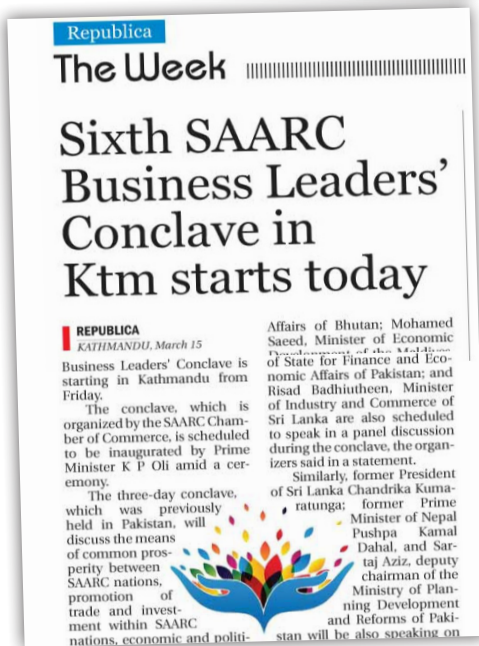 Republica
The Week
Sixth SAARC
Business Leaders'
Conclave in
Ktm starts today
REPUBLICA
KATHMANDU, March 15
Business Leaders' Conclave is
starting in Kathmandu from
Friday.
The conclave, which is
organized by the SAARC Cham-
ber of Commerce, is scheduled
to be inaugurated by Prime
Minister K P Oli amid a cer-
emony.
The three-day conclave,
which was previously
held in Pakistan, will
discuss the means
of common pros-
perity between
SAARC nations,
promotion of
trade and invest-
ment within SAARC
nations, economic and politi-
Affairs of Bhutan; Mohamed
Saeed, Minister of Economic
Development of the Maldives
of State for Finance and Eco-
nomic Affairs of Pakistan; and
Risad Badhiutheen, Minister
of Industry and Commerce of
Sri Lanka are also scheduled
to speak in a panel discussion
during the conclave, the organ-
izers said in a statement.
Similarly, former President
of Sri Lanka Chandrika Kuma-
ratunga; former Prime
Minister of Nepal
Pushpa Kamal
Dahal, and Sar-
taj Aziz, deputy
chairman of the
Ministry of Plan-
ning Development
and Reforms of Paki-
stan will be also speaking on